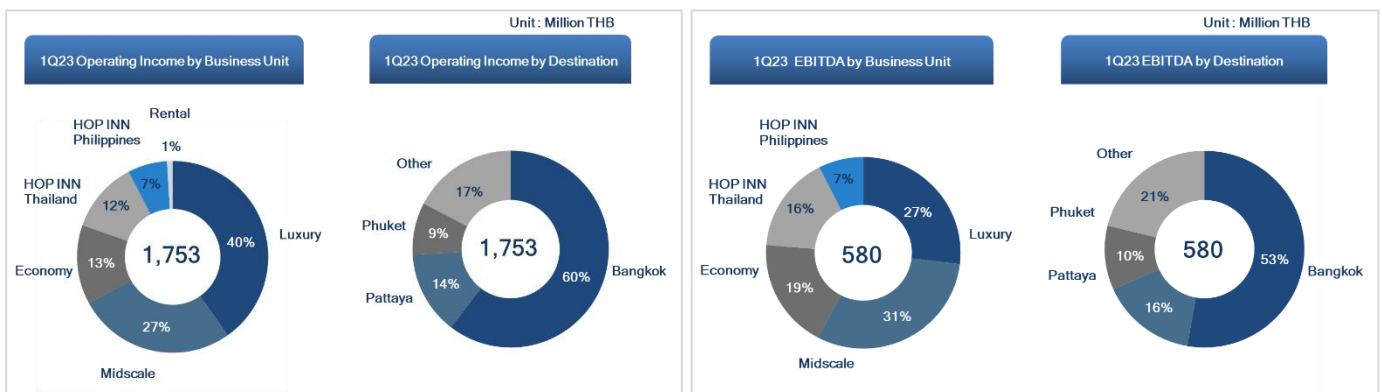 Unit : Million THB
1Q23 Operating Income by Business Unit
1Q23 Operating Income by Destination
Rental
1%
HOP INN
Philippines
7%
HOP INN
Thailand
12%
Economy
13%
1,753
40%
Luxury
27%
Midscale
Other
17%
Phuket
9%
1,753
60%
Bangkok
Pattaya
14%
Unit : Million THB
1Q23 EBITDA by Business Unit
1Q23 EBITDA by Destination
HOP INN
Philippines
7%
HOP INN
Thailand
16%
27%
Luxury
580
Economy
19%
31%
Midscale
Other
21%
Phuket
10%
580
53%
Bangkok
Pattaya
16%